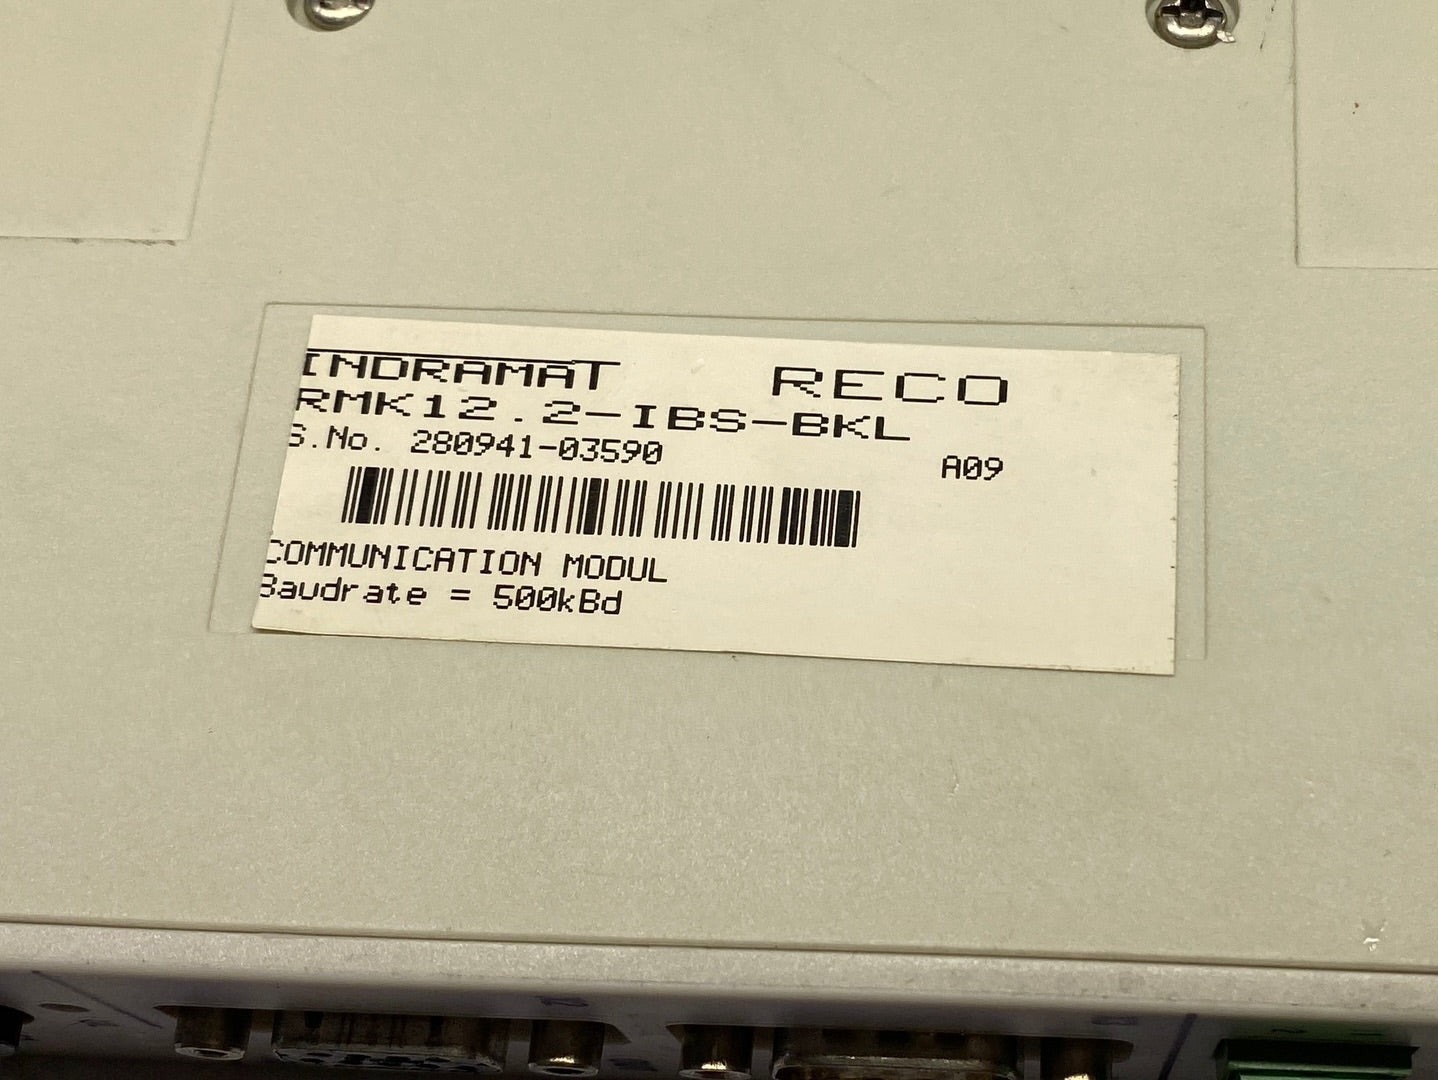 INDRAMAT RECO
RMK12.2-IBS-BKL
S.No. 280941-03590 A09
COMMUNICATION MODUL
Baudrate = 500kBd